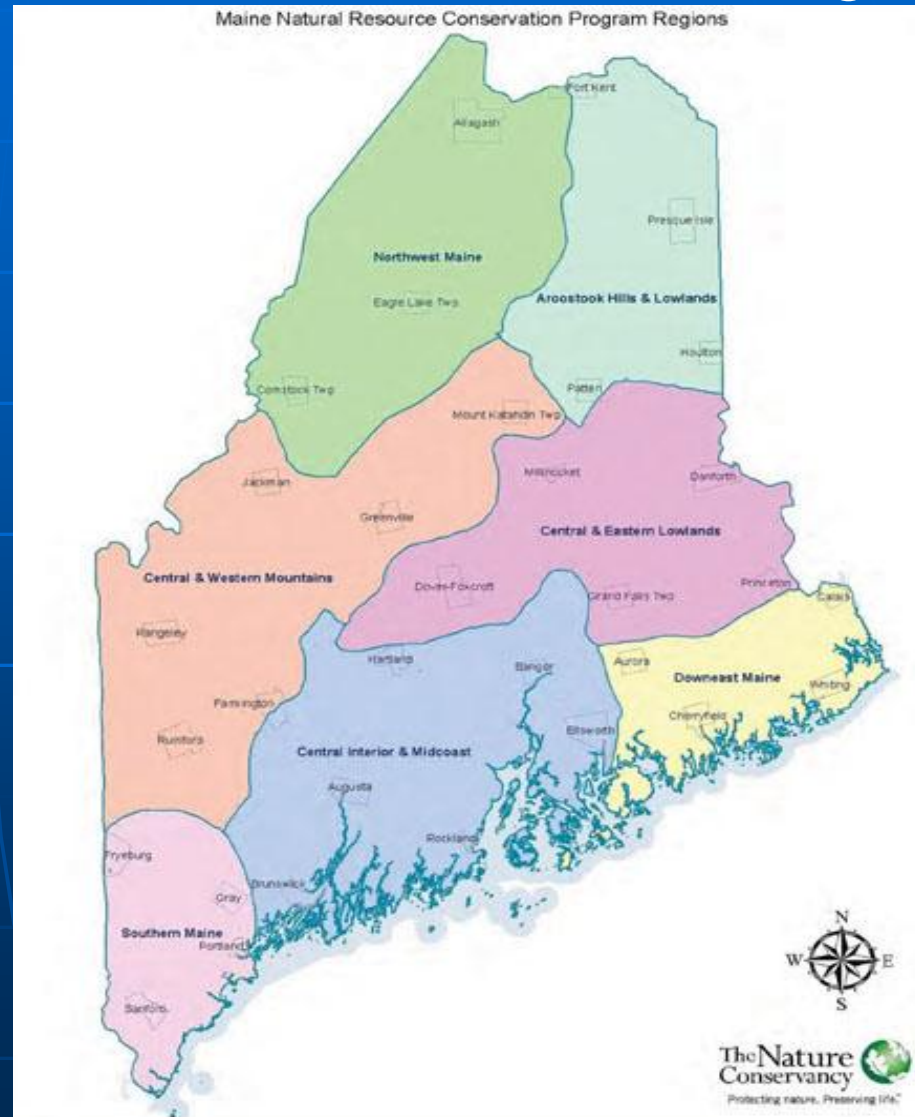 Maine Natural Resource Conservation Program Regions
Fort Kent
Allagash
Presque Isle
Northwest Maine
Eagle Lake Twp
Aroostook Hills & Lowlands
Houlton
Comstock Twp
Patten
Mount Katahdin Twp
Millinocket
Danforth
Jackman
Greenville
Central & Eastern Lowlands
Central & Western Mountains
Dover-Foxcroft
Princeton
Grand Falls Twp
Calais
Rangeley
Hartland
Bangor
Aurora
Downeast Maine
Whiting
Farmington
Cherryfield
Rumford
Ellsworth
Central Interior & Midcoast
Augusta
Rockland
Fryeburg
Brunswick
Gray
Southern Maine
Portland
Sanford
N
W
E
S
The Nature
Conservancy
Protecting nature. Preserving life.™